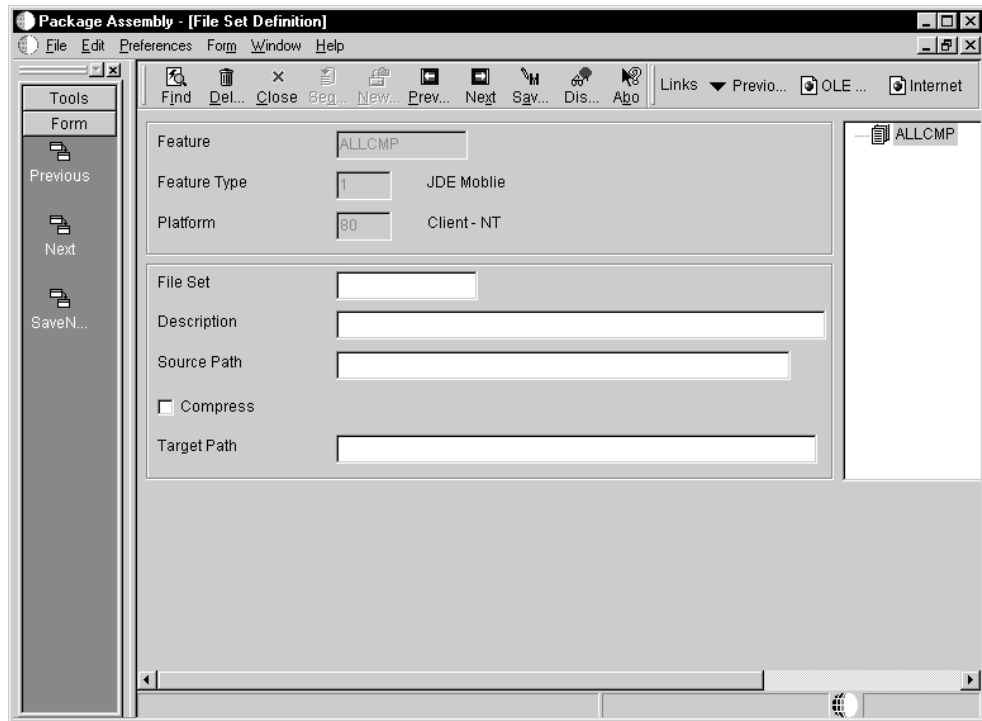 Package Assembly - [File Set Definition]
File Edit Preferences Form Window Help
Tools
Form
Previous
Next
SaveN...
Find Del... Close Seq... New... Prev... Next Sav... Dis... Abo
Links Previo... OLE ... Internet
Feature ALLCMP
Feature Type 1 JDE Moblie
Platform 80 Client - NT
File Set
Description
Source Path
Compress
Target Path
ALLCMP